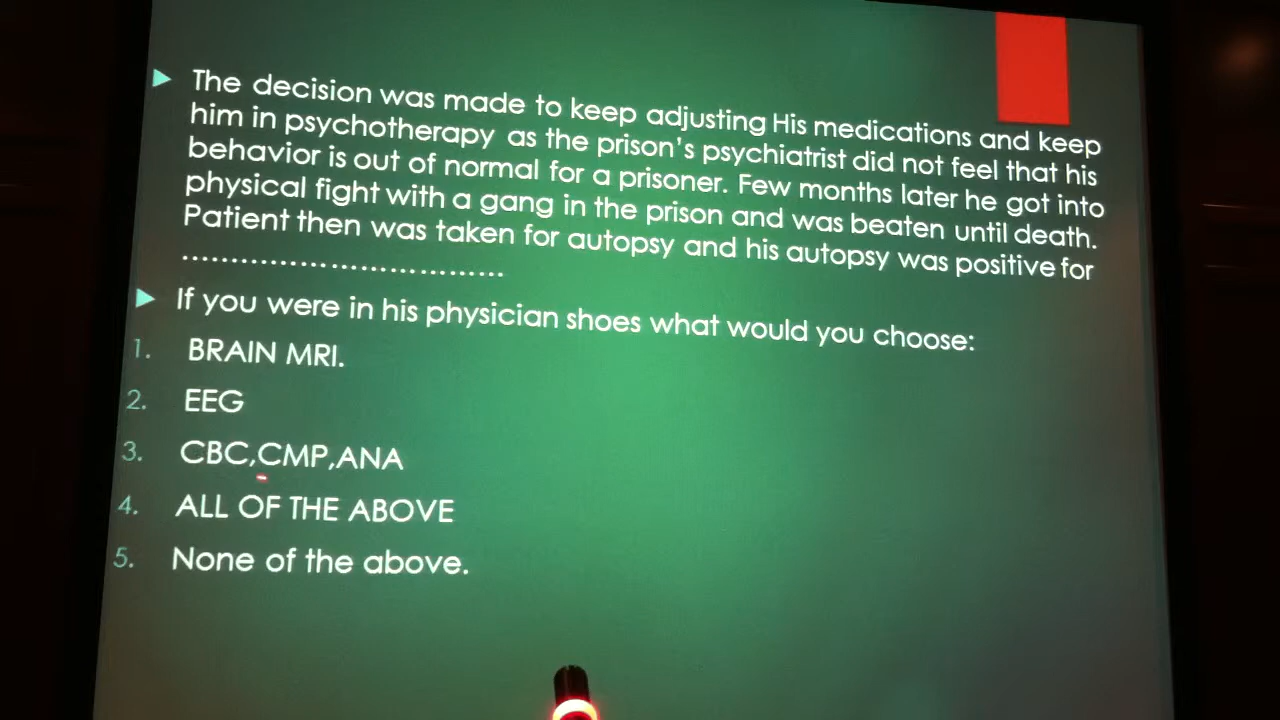 The decision was made to keep adjusting His medications and keep
him in psychotherapy as the prison's psychiatrist did not feel that his
behavior is out of normal for a prisoner. Few months later he got into
physical fight with a gang in the prison and was beaten until death.
Patient then was taken for autopsy and his autopsy was positive for
.................................
If you were in his physician shoes what would you choose:
1. BRAIN MRI.
2. EEG
3. CBC,CMP,ANA
4. ALL OF THE ABOVE
5. None of the above.